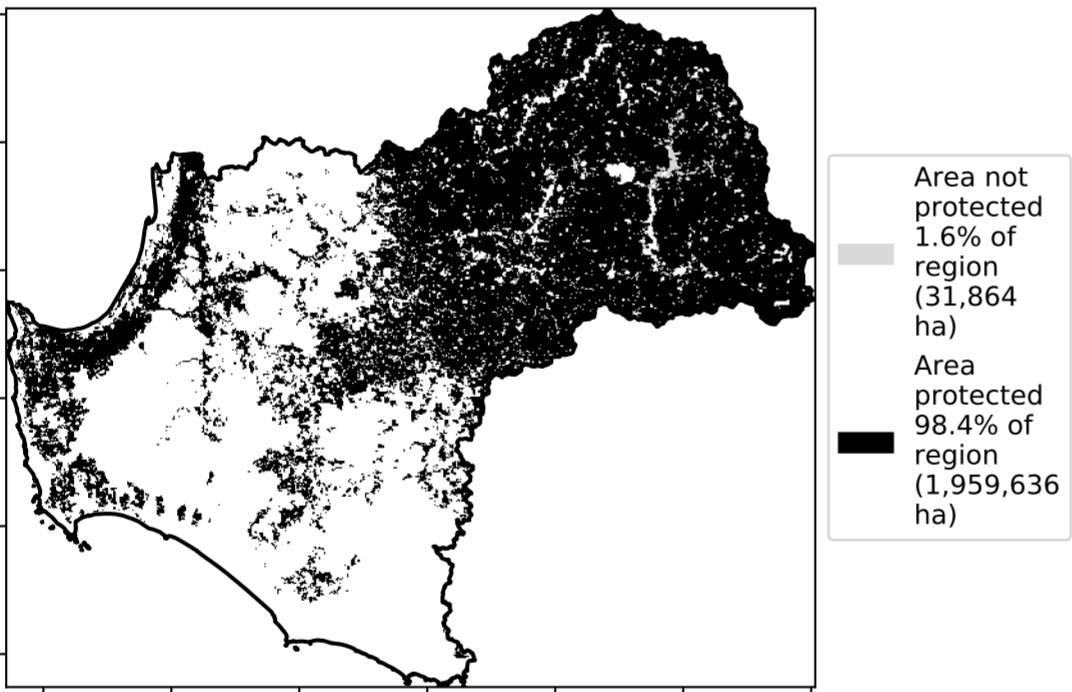 Area not
protected
1.6% of
region
(31,864
ha)
Area
protected
98.4% of
region
(1,959,636
ha)